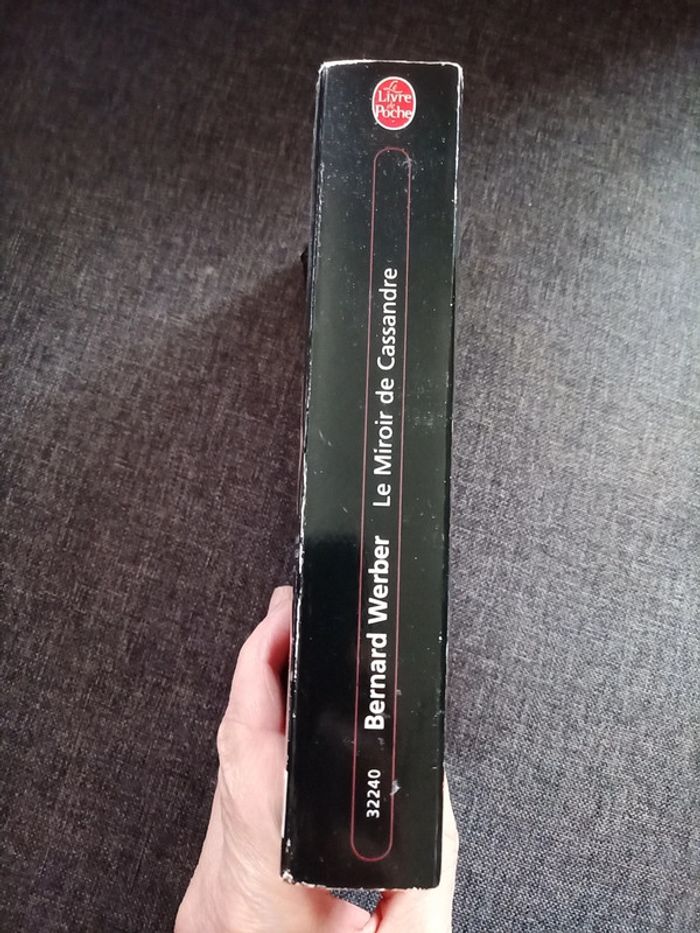 Le
Livre
de
Poche
Bernard Werber Le Miroir de Cassandre
32240